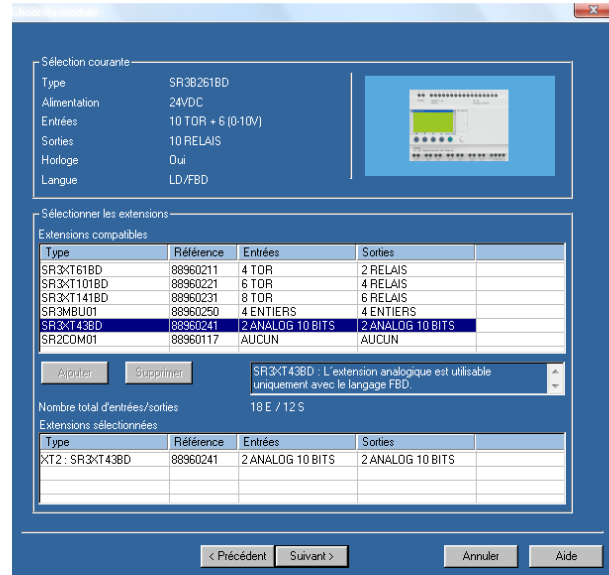 Choix du module
Sélection courante
Type SR3B261BD
Alimentation 24VDC
Entrées 10 TOR + 6 (0-10V)
Sorties 10 RELAIS
Horloge Oui
Langue LD/FBD
Sélectionner les extensions
Extensions compatibles
Type Référence Entrées Sorties
SR3XT61BD 88960211 4 TOR 2 RELAIS
SR3XT101BD 88960221 6 TOR 4 RELAIS
SR3XT141BD 88960231 8 TOR 6 RELAIS
SR3MBU01 88960250 4 ENTIERS 4 ENTIERS
SR3XT43BD 88960241 2 ANALOG 10 BITS 2 ANALOG 10 BITS
SR2COM01 88960117 AUCUN AUCUN
Ajouter Supprimer
SR3XT43BD : L'extension analogique est utilisable
uniquement avec le langage FBD.
Nombre total d'entrées/sorties 18 E / 12 S
Extensions sélectionnées
Type Référence Entrées Sorties
XT2 : SR3XT43BD 88960241 2 ANALOG 10 BITS 2 ANALOG 10 BITS
< Précédent Suivant > Annuler Aide